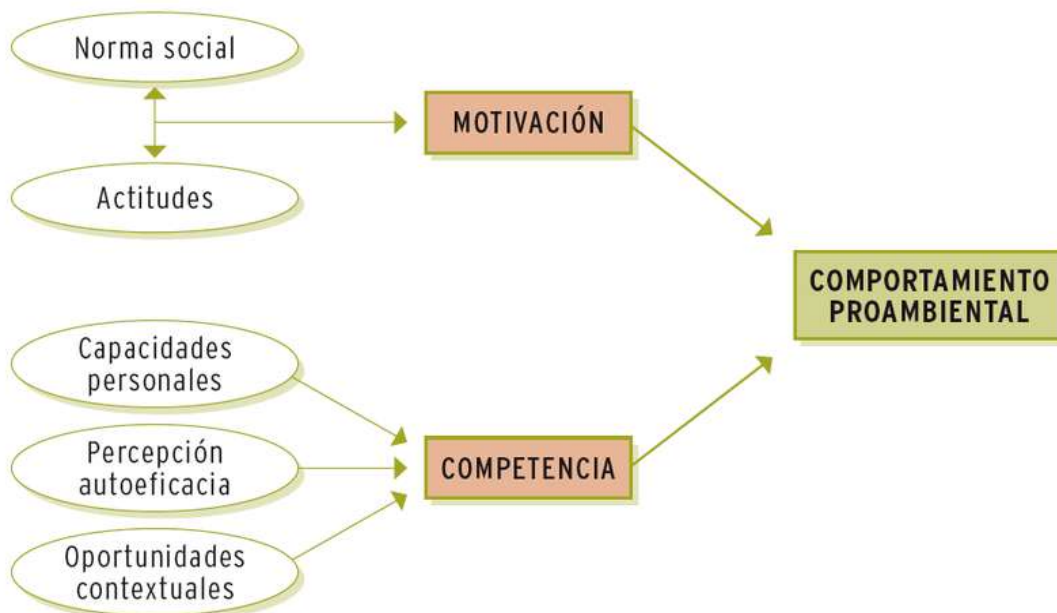 Norma social
MOTIVACIÓN
Actitudes
COMPORTAMIENTO
PROAMBIENTAL
Capacidades
personales
Percepción
autoeficacia
COMPETENCIA
Oportunidades
contextuales